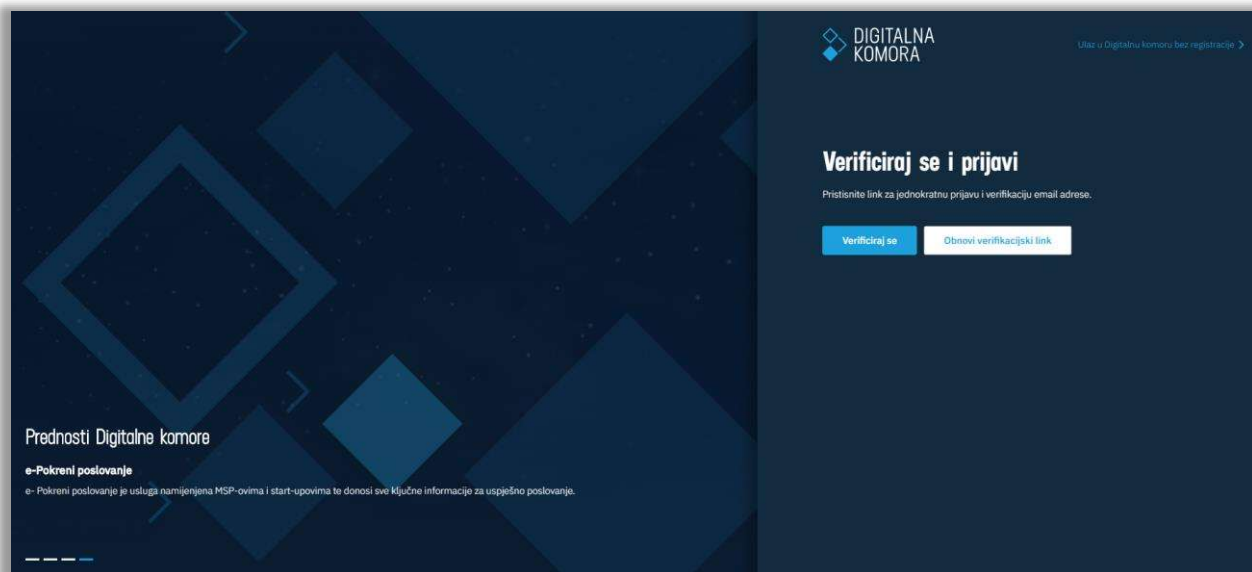 DIGITALNA
KOMORA
Ulaz u Digitalnu komoru bez registracije
Verificiraj se i prijavi
Pristisnite link za jednokratnu prijavu i verifikaciju email adrese.
Verificiraj se
Obnovi verifikacijski link
Prednosti Digitalne komore
e-Pokreni poslovanje
e- Pokreni poslovanje je usluga namijenjena MSP-ovima i start-upovima te donosi sve ključne informacije za uspješno poslovanje.